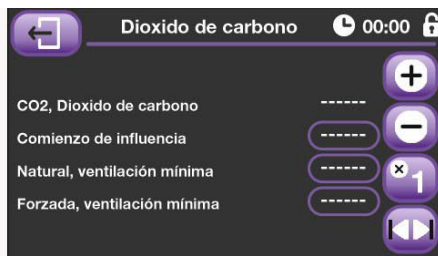 Dioxido de carbono 00:00
CO2, Dioxido de carbono ------
Comienzo de influencia ------
Natural, ventilación mínima ------
Forzada, ventilación mínima ------
+
−
×1